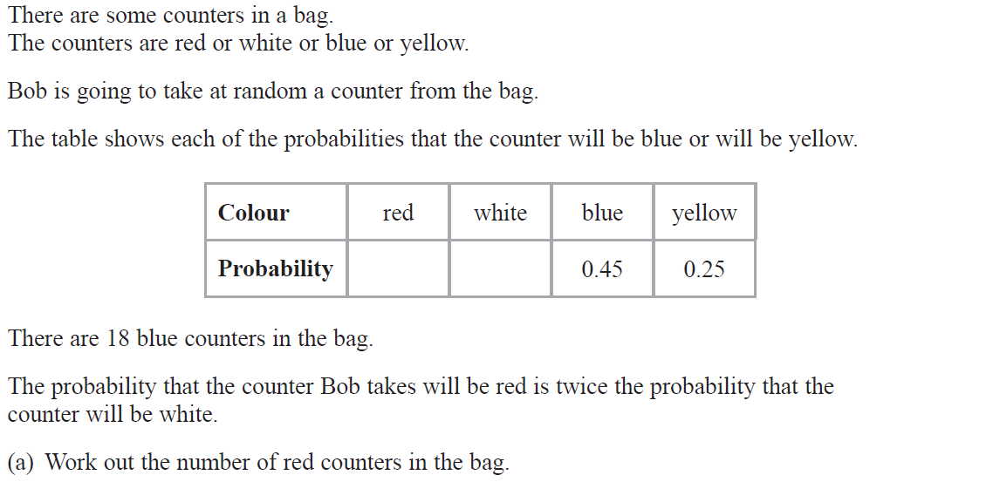 There are some counters in a bag.
The counters are red or white or blue or yellow.
Bob is going to take at random a counter from the bag.
The table shows each of the probabilities that the counter will be blue or will be yellow.
Colour red white blue yellow
Probability 0.45 0.25
There are 18 blue counters in the bag.
The probability that the counter Bob takes will be red is twice the probability that the
counter will be white.
(a) Work out the number of red counters in the bag.